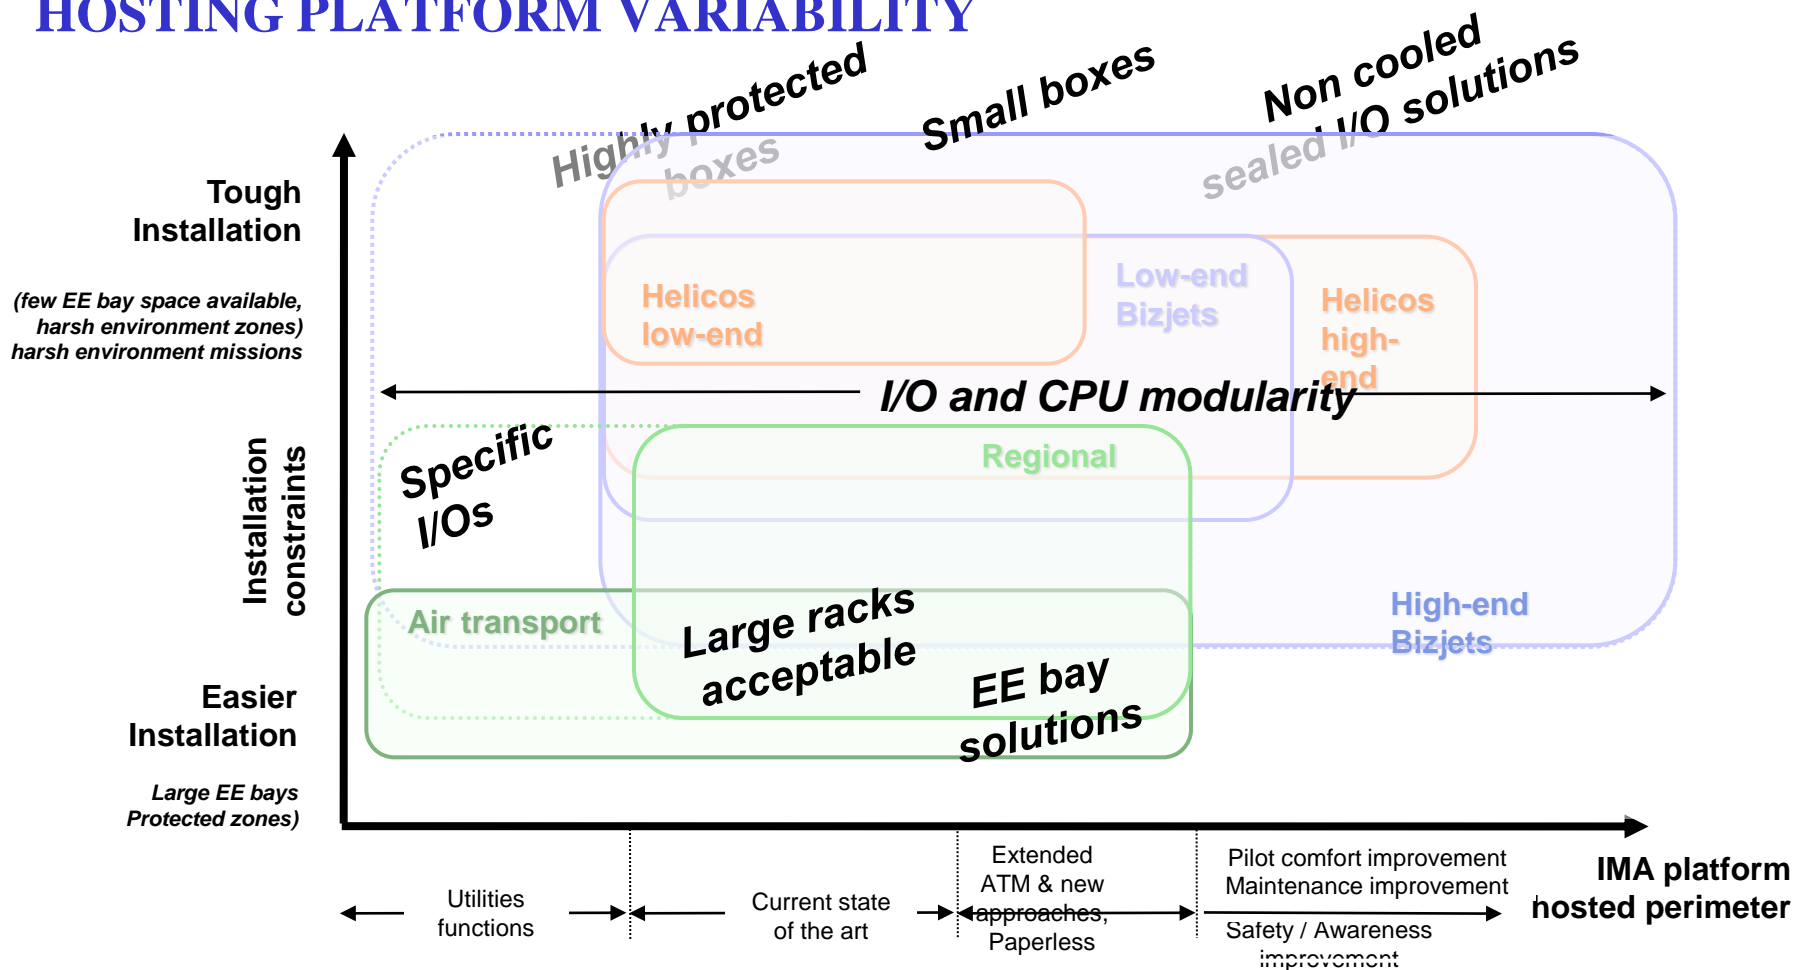 HOSTING PLATFORM VARIABILITY
Highly protected
boxes
Small boxes
Non cooled
sealed I/O solutions
Tough
Installation
(few EE bay space available,
harsh environment zones)
harsh environment missions
Helicos
low-end
Low-end
Bizjets
Helicos
high-
end
I/O and CPU modularity
Specific
I/Os
Regional
Installation
constraints
Air transport
Large racks
acceptable
EE bay
solutions
High-end
Bizjets
Easier
Installation
Large EE bays
Protected zones)
Utilities
functions
Current state
of the art
Extended
ATM & new
approaches,
Paperless
Pilot comfort improvement
Maintenance improvement
Safety / Awareness
improvement
IMA platform
hosted perimeter